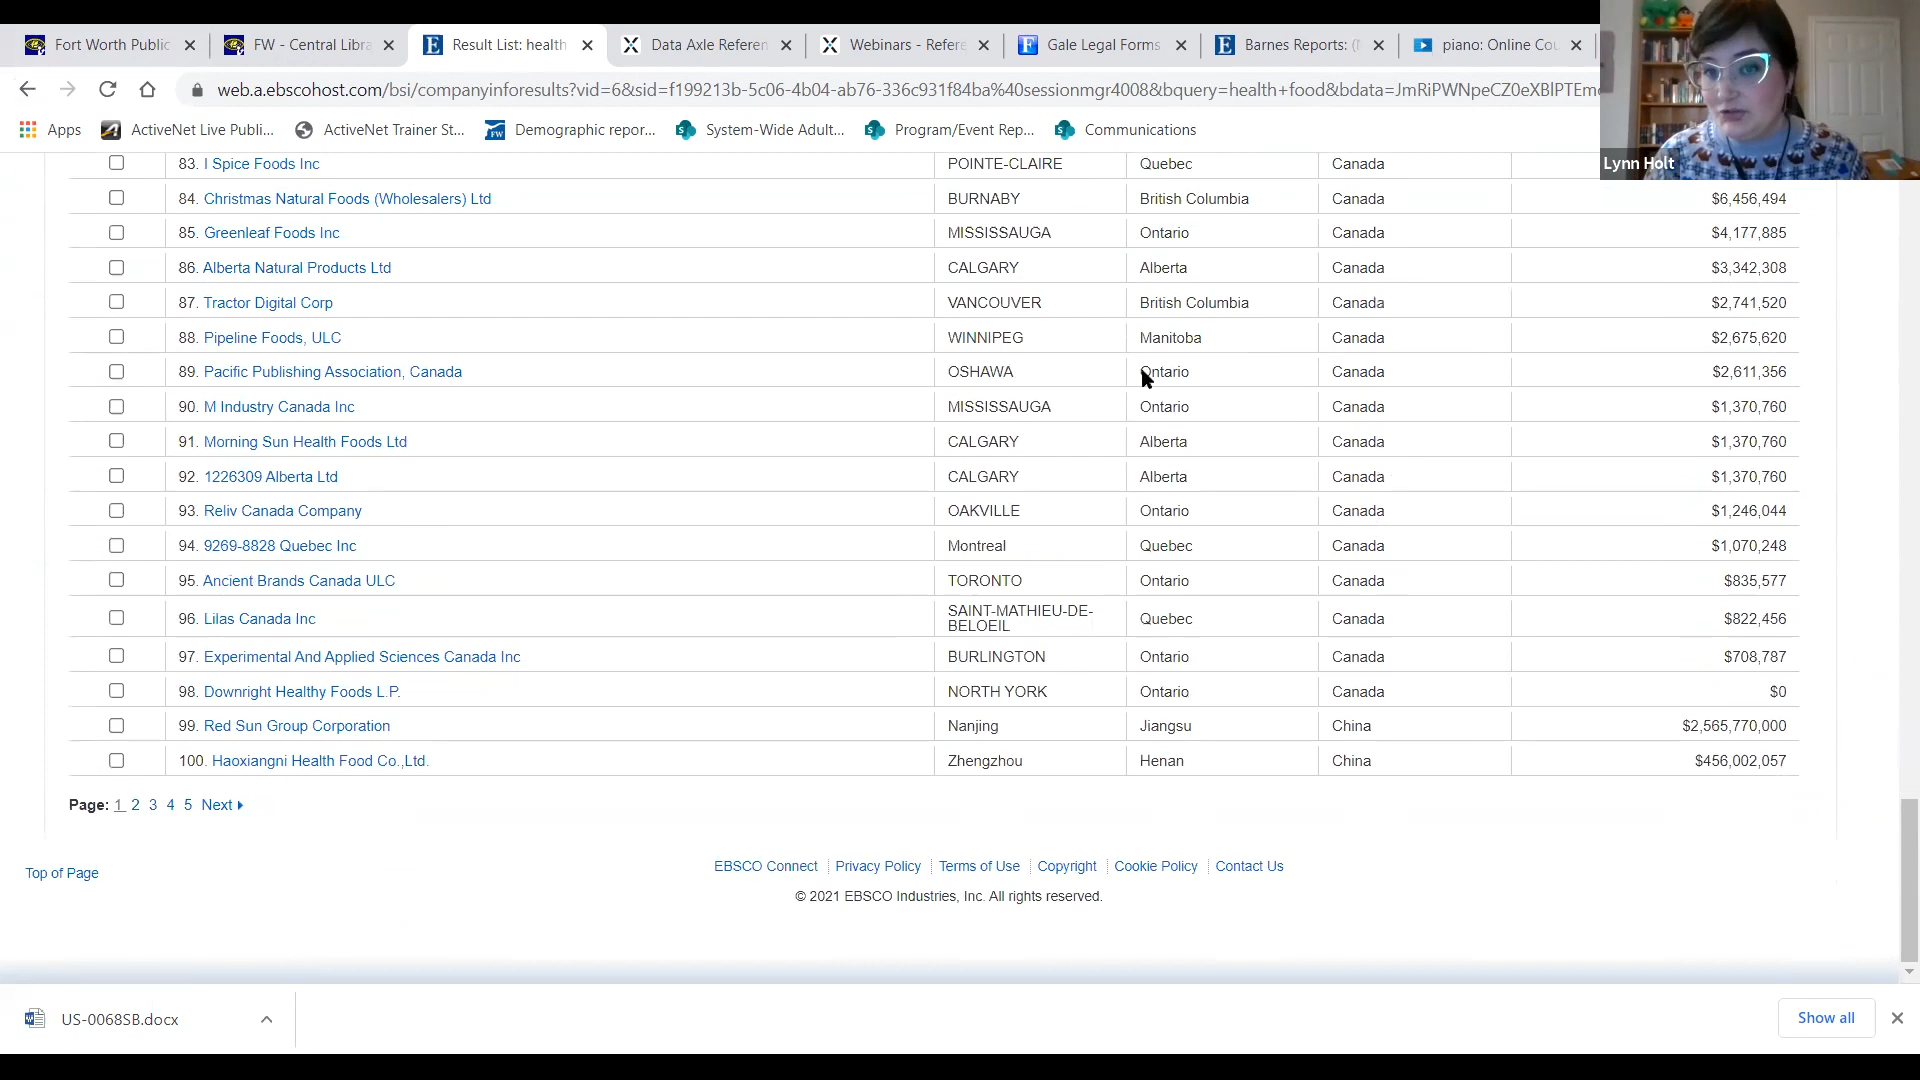 Fort Worth Public
FW - Central Libra
Result List: health
Data Axle Referen
Webinars - Refere
Gale Legal Forms
Barnes Reports: (
piano: Online Cou
web.a.ebscohost.com/bsi/companyinforesults?vid=6&sid=f199213b-5c06-4b04-ab76-336c931f84ba%40sessionmgr4008&bquery=health+food&bdata=JmRiPWNpeCZ0eXBlPTEm
Apps
ActiveNet Live Publi...
ActiveNet Trainer St...
Demographic repor...
System-Wide Adult...
Program/Event Rep...
Communications
Lynn Holt
83. I Spice Foods Inc POINTE-CLAIRE Quebec Canada
84. Christmas Natural Foods (Wholesalers) Ltd BURNABY British Columbia Canada $6,456,494
85. Greenleaf Foods Inc MISSISSAUGA Ontario Canada $4,177,885
86. Alberta Natural Products Ltd CALGARY Alberta Canada $3,342,308
87. Tractor Digital Corp VANCOUVER British Columbia Canada $2,741,520
88. Pipeline Foods, ULC WINNIPEG Manitoba Canada $2,675,620
89. Pacific Publishing Association, Canada OSHAWA Ontario Canada $2,611,356
90. M Industry Canada Inc MISSISSAUGA Ontario Canada $1,370,760
91. Morning Sun Health Foods Ltd CALGARY Alberta Canada $1,370,760
92. 1226309 Alberta Ltd CALGARY Alberta Canada $1,370,760
93. Reliv Canada Company OAKVILLE Ontario Canada $1,246,044
94. 9269-8828 Quebec Inc Montreal Quebec Canada $1,070,248
95. Ancient Brands Canada ULC TORONTO Ontario Canada $835,577
96. Lilas Canada Inc SAINT-MATHIEU-DE-BELOEIL Quebec Canada $822,456
97. Experimental And Applied Sciences Canada Inc BURLINGTON Ontario Canada $708,787
98. Downright Healthy Foods L.P. NORTH YORK Ontario Canada $0
99. Red Sun Group Corporation Nanjing Jiangsu China $2,565,770,000
100. Haoxiangni Health Food Co.,Ltd. Zhengzhou Henan China $456,002,057
Page: 1 2 3 4 5 Next
Top of Page
EBSCO Connect Privacy Policy Terms of Use Copyright Cookie Policy Contact Us
© 2021 EBSCO Industries, Inc. All rights reserved.
US-0068SB.docx
Show all